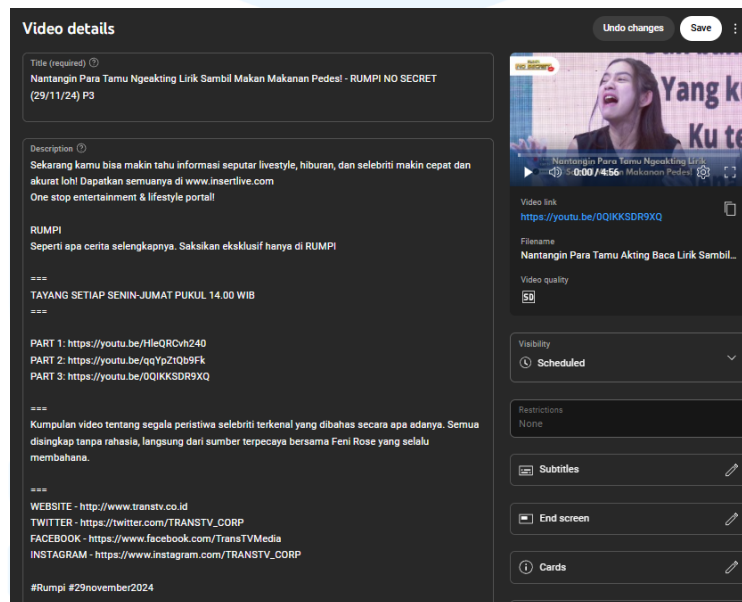 Video details
Undo changes
Save
Title (required)
Nantangin Para Tamu Ngeakting Lirik Sambil Makan Makanan Pedes! - RUMPI NO SECRET
(29/11/24) P3
Description
Sekarang kamu bisa makin tahu informasi seputar livestyle, hiburan, dan selebriti makin cepat dan
akurat loh! Dapatkan semuanya di www.insertlive.com
One stop entertainment & lifestyle portal!
RUMPI
Seperti apa cerita selengkapnya. Saksikan eksklusif hanya di RUMPI
===
TAYANG SETIAP SENIN-JUMAT PUKUL 14.00 WIB
===
PART 1: https://youtu.be/HleQRCvh240
PART 2: https://youtu.be/qqYpZtQb9Fk
PART 3: https://youtu.be/0QIKKSDR9XQ
===
Kumpulan video tentang segala peristiwa selebriti terkenal yang dibahas secara apa adanya. Semua
disingkap tanpa rahasia, langsung dari sumber terpecaya bersama Feni Rose yang selalu
membahana.
===
WEBSITE - http://www.transtv.co.id
TWITTER - https://twitter.com/TRANSTV_CORP
FACEBOOK - https://www.facebook.com/TransTVMedia
INSTAGRAM - https://www.instagram.com/TRANSTV_CORP
#Rumpi #29november2024
NO SECRET
Yang k
Ku te
Nantangin Para Tamu Ngeakting Lirik
Makanan Pedes!
0:00 / 4:56
Video link
https://youtu.be/0QIKKSDR9XQ
Filename
Nantangin Para Tamu Akting Baca Lirik Sambil...
Video quality
SD
Visibility
Scheduled
Restrictions
None
Subtitles
End screen
Cards